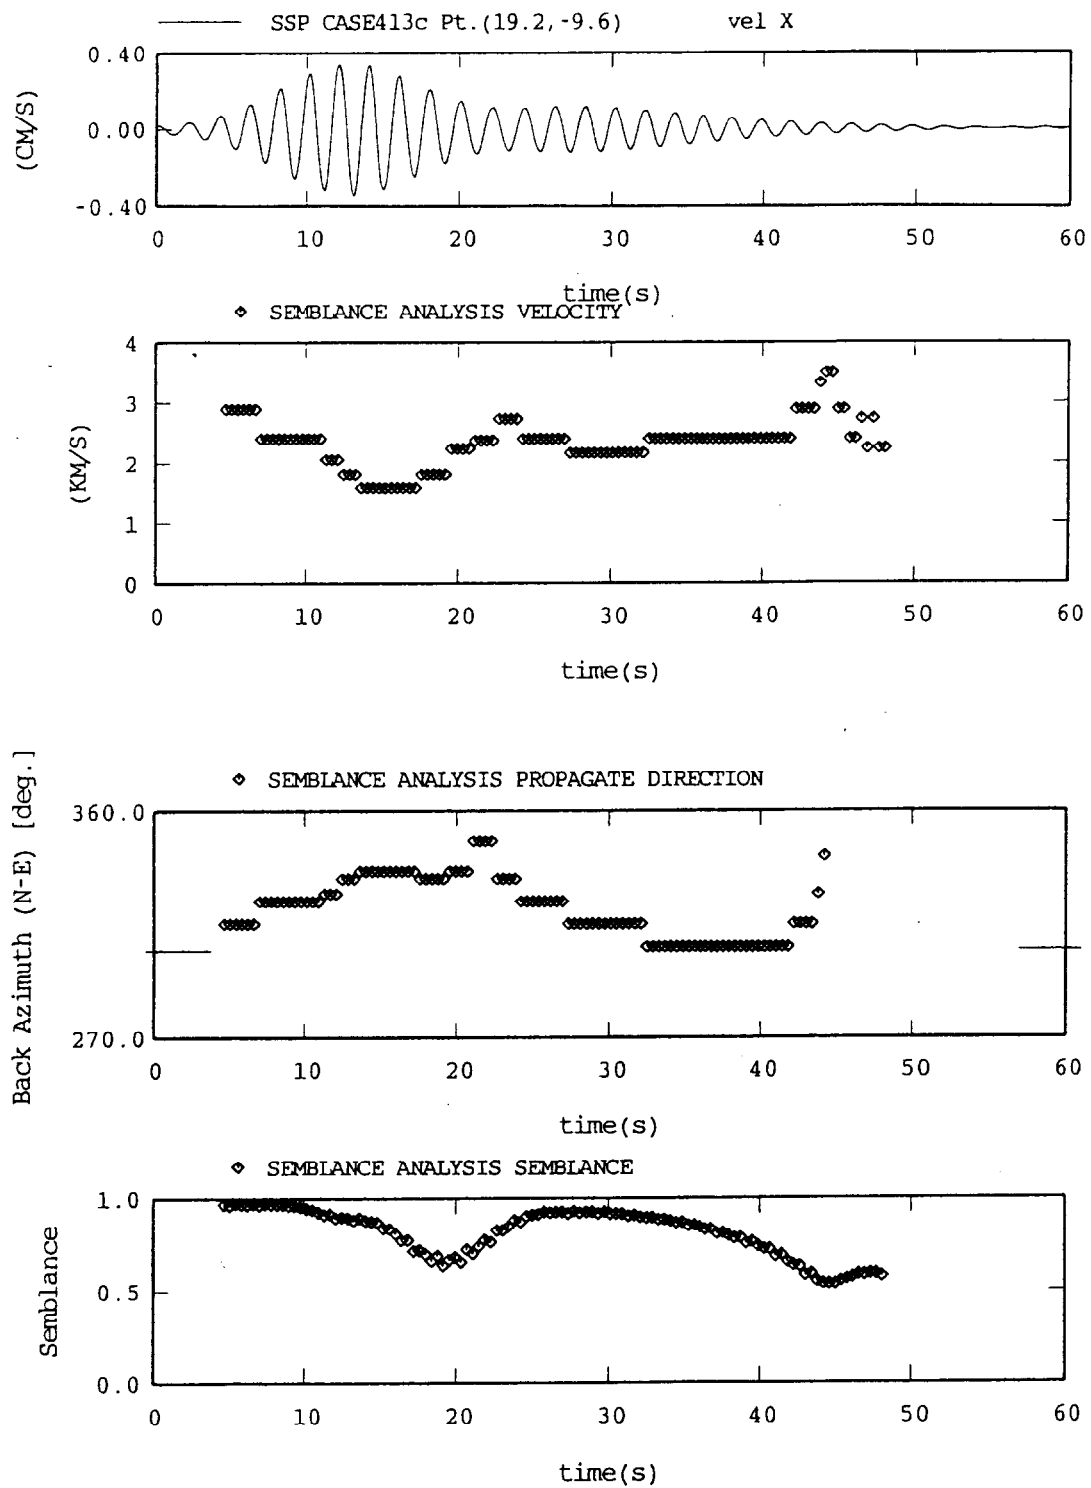 SSP CASE413c Pt.(19.2,-9.6) vel X
0.40
(CM/S)
0.00
-0.40
0 10 20 30 40 50 60
time(s)
SEMBLANCE ANALYSIS VELOCITY
4
3
(KM/S)
2
1
0
0 10 20 30 40 50 60
time(s)
SEMBLANCE ANALYSIS PROPAGATE DIRECTION
Back Azimuth (N-E) [deg.]
360.0
270.0
0 10 20 30 40 50 60
time(s)
SEMBLANCE ANALYSIS SEMBLANCE
Semblance
1.0
0.5
0.0
0 10 20 30 40 50 60
time(s)